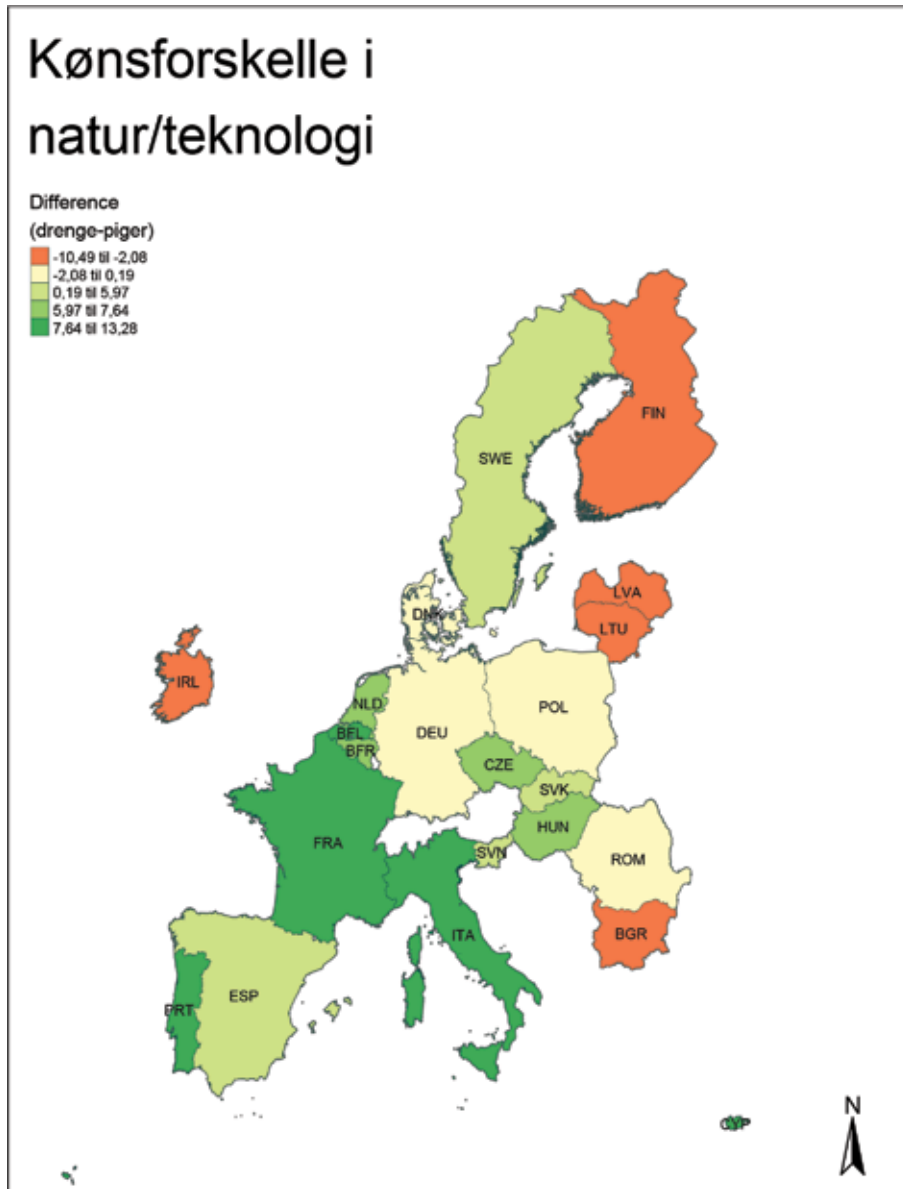 Kønsforskelle i
natur/teknologi
Difference
(drenge-piger)
-10,49 til -2,08
-2,08 til 0,19
0,19 til 5,97
5,97 til 7,64
7,64 til 13,28
FIN
SWE
LVA
DNK
LTU
IRL
NLD
POL
BFL
DEU
BFR
CZE
SVK
HUN
FRA
SVN
ROM
ITA
BGR
ESP
PRT
CYP
N